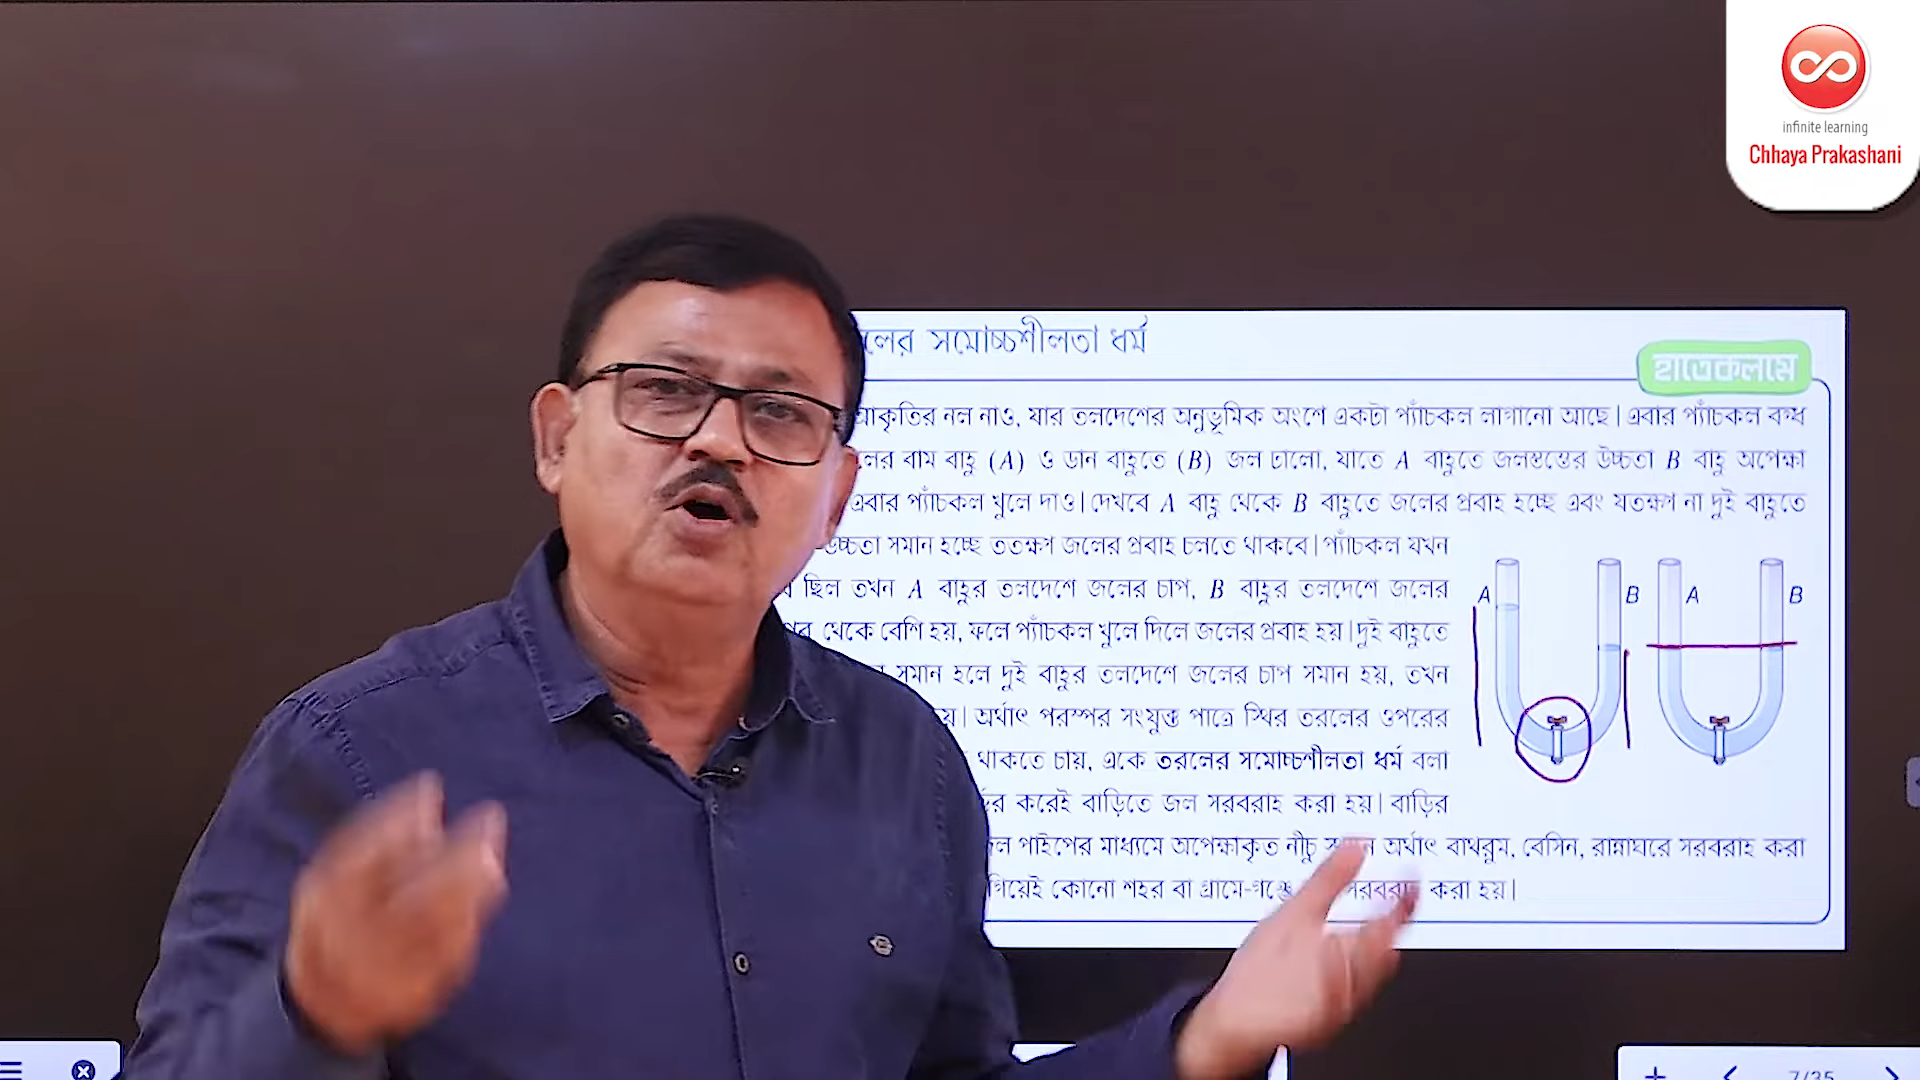 infinite learning
Chhaya Prakashani
লের সমোচ্চশীলতা ধর্ম
হাতেকলমে
আকৃতির নল নাও, যার তলদেশের অনুভূমিক অংশে একটা প্যাঁচকল লাগানো আছে। এবার প্যাঁচকল বন্ধ
লের বাম বাহু (A) ও ডান বাহুতে (B) জল ঢালো, যাতে A বাহুতে জলস্তম্ভের উচ্চতা B বাহু অপেক্ষা
এবার প্যাঁচকল খুলে দাও। দেখবে A বাহু থেকে B বাহুতে জলের প্রবাহ হচ্ছে এবং যতক্ষণ না দুই বাহুতে
উচ্চতা সমান হচ্ছে ততক্ষণ জলের প্রবাহ চলতে থাকবে। প্যাঁচকল যখন
ছিল তখন A বাহুর তলদেশে জলের চাপ, B বাহুর তলদেশে জলের
থেকে বেশি হয়, ফলে প্যাঁচকল খুলে দিলে জলের প্রবাহ হয়। দুই বাহুতে
সমান হলে দুই বাহুর তলদেশে জলের চাপ সমান হয়, তখন
য়। অর্থাৎ পরস্পর সংযুক্ত পাত্রে স্থির তরলের ওপরের
থাকতে চায়, একে তরলের সমোচ্চশীলতা ধর্ম বলা
করেই বাড়িতে জল সরবরাহ করা হয়। বাড়ির
পাইপের মাধ্যমে অপেক্ষাকৃত নীচু অর্থাৎ বাথরুম, বেসিন, রান্নাঘরে সরবরাহ করা
গিয়েই কোনো শহর বা গ্রামে-গঞ্জে সরবরাহ করা হয়।
A B A B
7/35